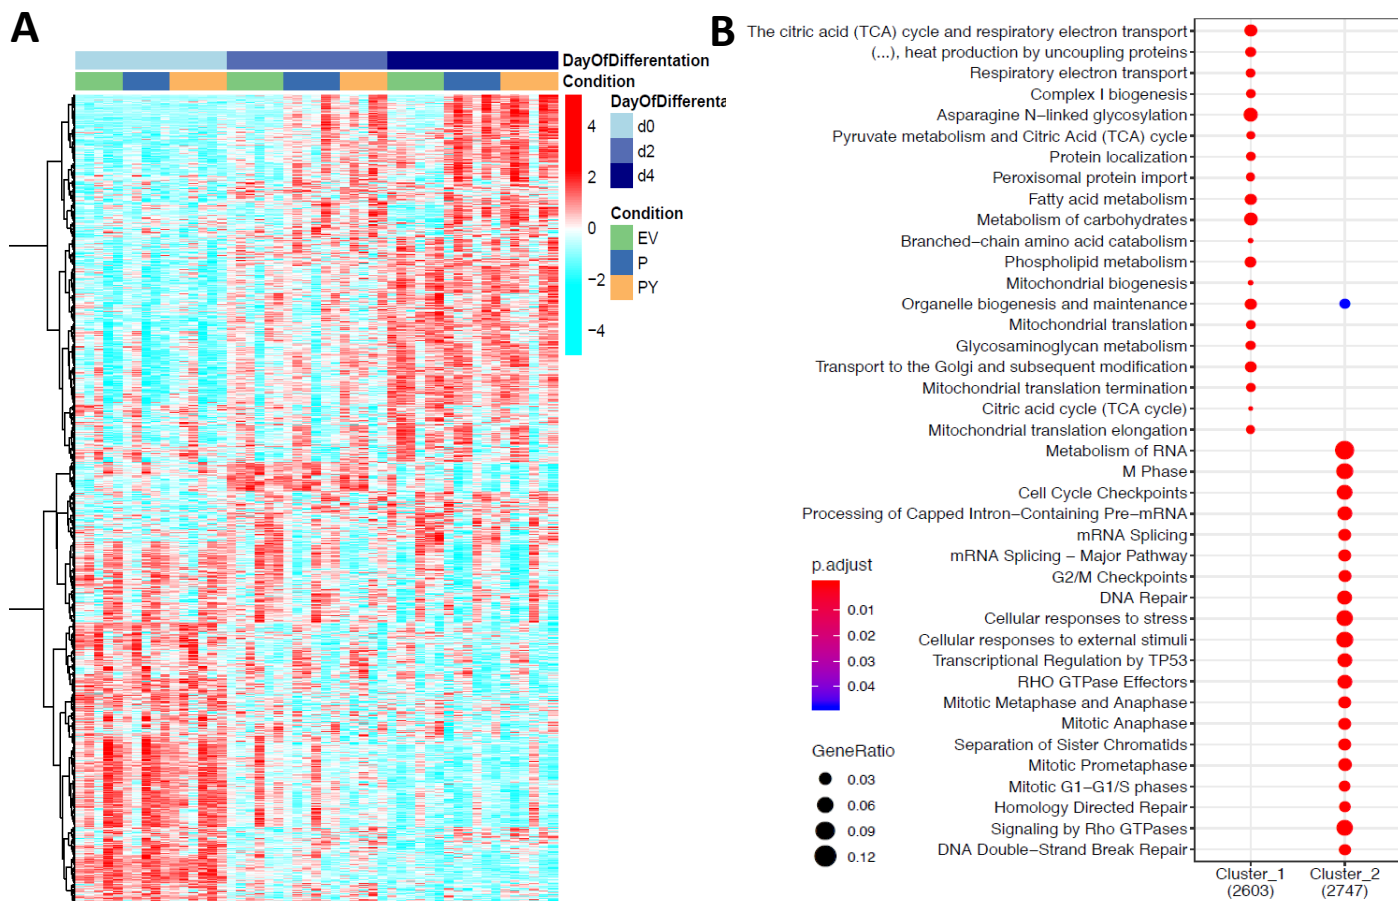 A
DayOfDifferentation
Condition
4
2
0
−2
−4
DayOfDifferenta
d0
d2
d4
Condition
EV
P
PY
B
The citric acid (TCA) cycle and respiratory electron transport
(...), heat production by uncoupling proteins
Respiratory electron transport
Complex I biogenesis
Asparagine N−linked glycosylation
Pyruvate metabolism and Citric Acid (TCA) cycle
Protein localization
Peroxisomal protein import
Fatty acid metabolism
Metabolism of carbohydrates
Branched−chain amino acid catabolism
Phospholipid metabolism
Mitochondrial biogenesis
Organelle biogenesis and maintenance
Mitochondrial translation
Glycosaminoglycan metabolism
Transport to the Golgi and subsequent modification
Mitochondrial translation termination
Citric acid cycle (TCA cycle)
Mitochondrial translation elongation
Metabolism of RNA
M Phase
Cell Cycle Checkpoints
Processing of Capped Intron−Containing Pre−mRNA
mRNA Splicing
mRNA Splicing − Major Pathway
G2/M Checkpoints
DNA Repair
Cellular responses to stress
Cellular responses to external stimuli
Transcriptional Regulation by TP53
RHO GTPase Effectors
Mitotic Metaphase and Anaphase
Mitotic Anaphase
Separation of Sister Chromatids
Mitotic Prometaphase
Mitotic G1−G1/S phases
Homology Directed Repair
Signaling by Rho GTPases
DNA Double−Strand Break Repair
p.adjust
0.01
0.02
0.03
0.04
GeneRatio
0.03
0.06
0.09
0.12
Cluster_1
(2603)
Cluster_2
(2747)